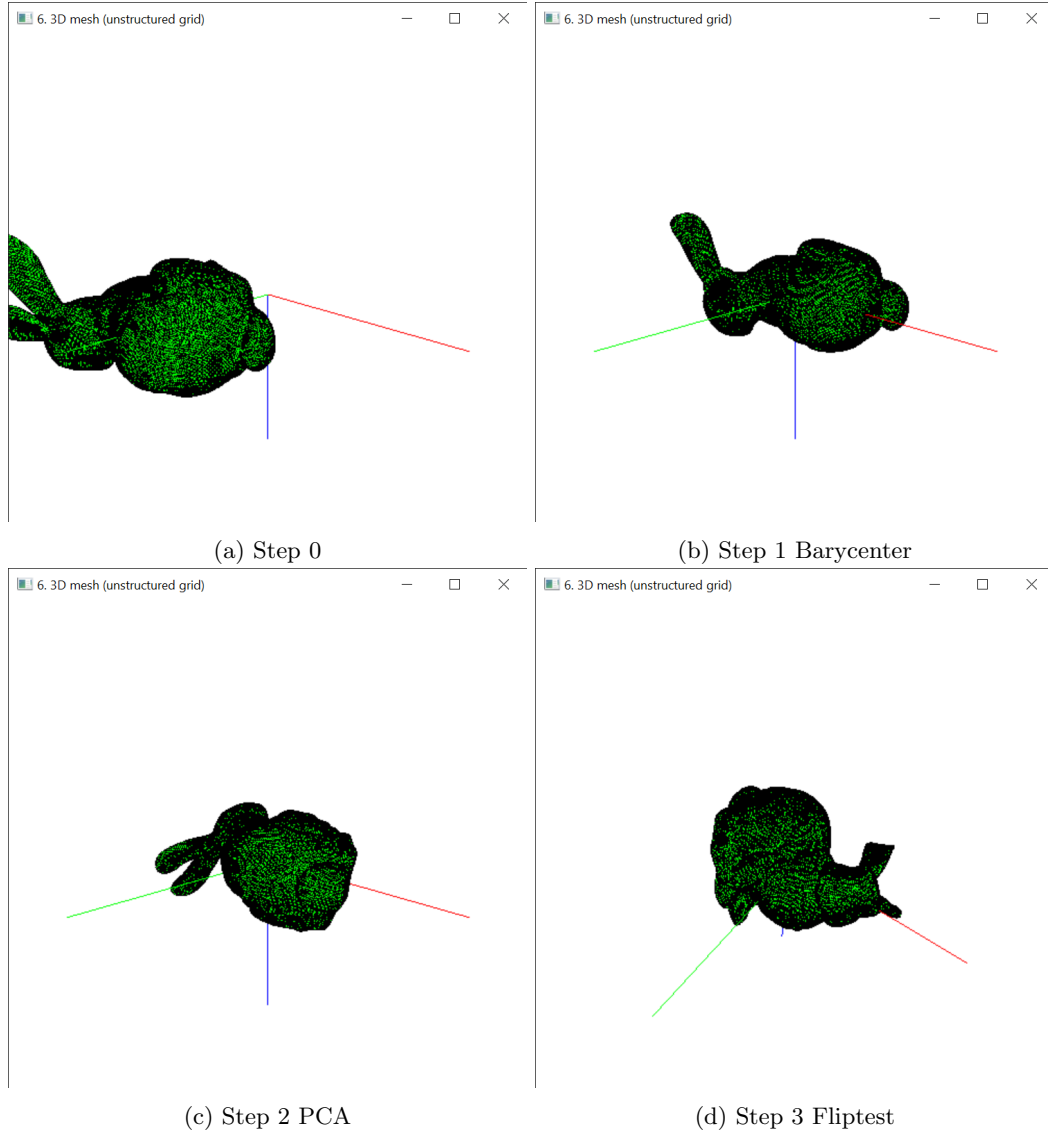 6. 3D mesh (unstructured grid)
6. 3D mesh (unstructured grid)
(a) Step 0
(b) Step 1 Barycenter
6. 3D mesh (unstructured grid)
6. 3D mesh (unstructured grid)
(c) Step 2 PCA
(d) Step 3 Fliptest